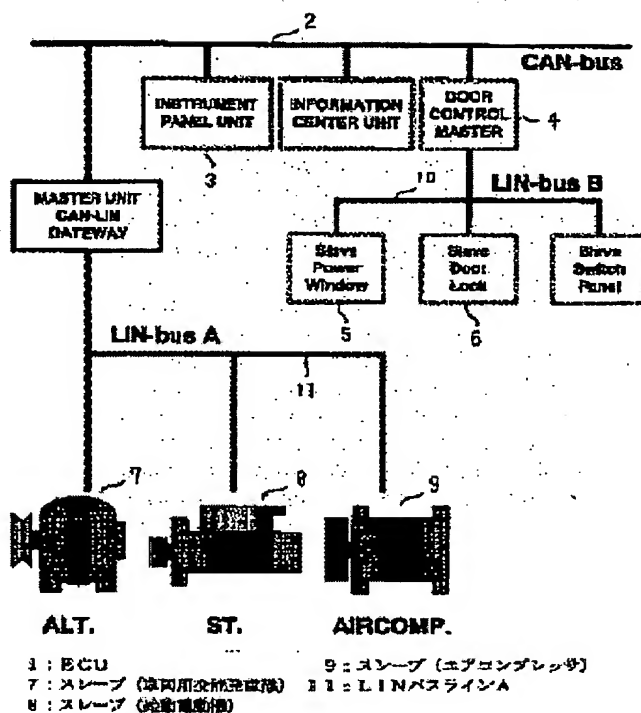 2
CAN-bus
INSTRUMENT PANEL UNIT
INFORMATION CENTER UNIT
DOOR CONTROL MASTER
3
4
10
LIN-bus B
MASTER UNIT
CAN-LIN
GATEWAY
Slave Power Window
Slave Door Lock
Slave Switch Panel
5
6
LIN-bus A
11
7
8
9
ALT.
ST.
AIRCOMP.
1：ECU
9：スレーブ (エアコンプレッサ)
7：スレーブ (車両用交流発電機)
11：LINバスラインA
8：スレーブ (始動電動機)